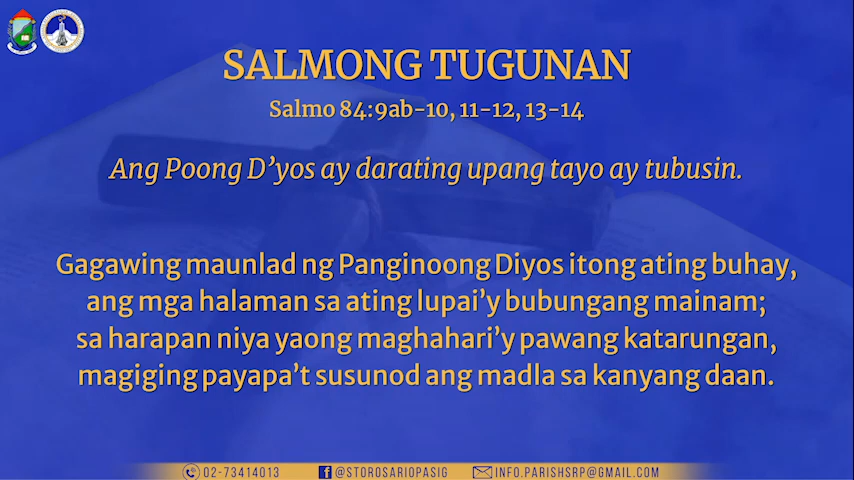 SALMONG TUGUNAN
Salmo 84:9ab-10, 11-12, 13-14
Ang Poong D’yos ay darating upang tayo ay tubusin.
Gagawing maunlad ng Panginoong Diyos itong ating buhay,
ang mga halaman sa ating lupai’y bubungang mainam;
sa harapan niya yaong maghahari’y pawang katarungan,
magiging payapa’t susunod ang madla sa kanyang daan.
02-73414013 @STOROSARIOPASIG INFO.PARISHSRP@GMAIL.COM